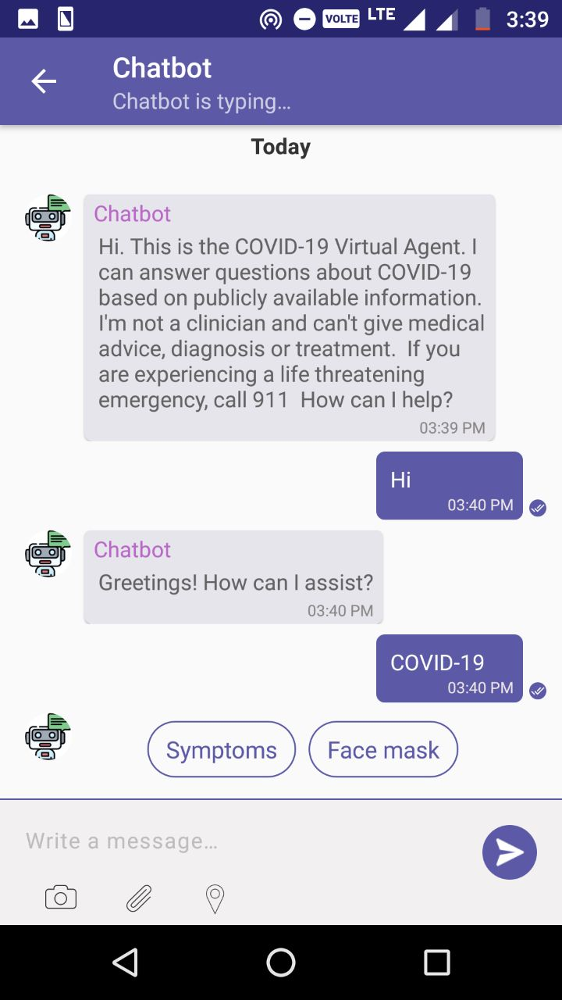 VOLTE LTE 3:39
Chatbot
Chatbot is typing...
Today
Chatbot
Hi. This is the COVID-19 Virtual Agent. I
can answer questions about COVID-19
based on publicly available information.
I'm not a clinician and can't give medical
advice, diagnosis or treatment.  If you
are experiencing a life threatening
emergency, call 911  How can I help?
03:39 PM
Hi
03:40 PM
Chatbot
Greetings! How can I assist?
03:40 PM
COVID-19
03:40 PM
Symptoms Face mask
Write a message...